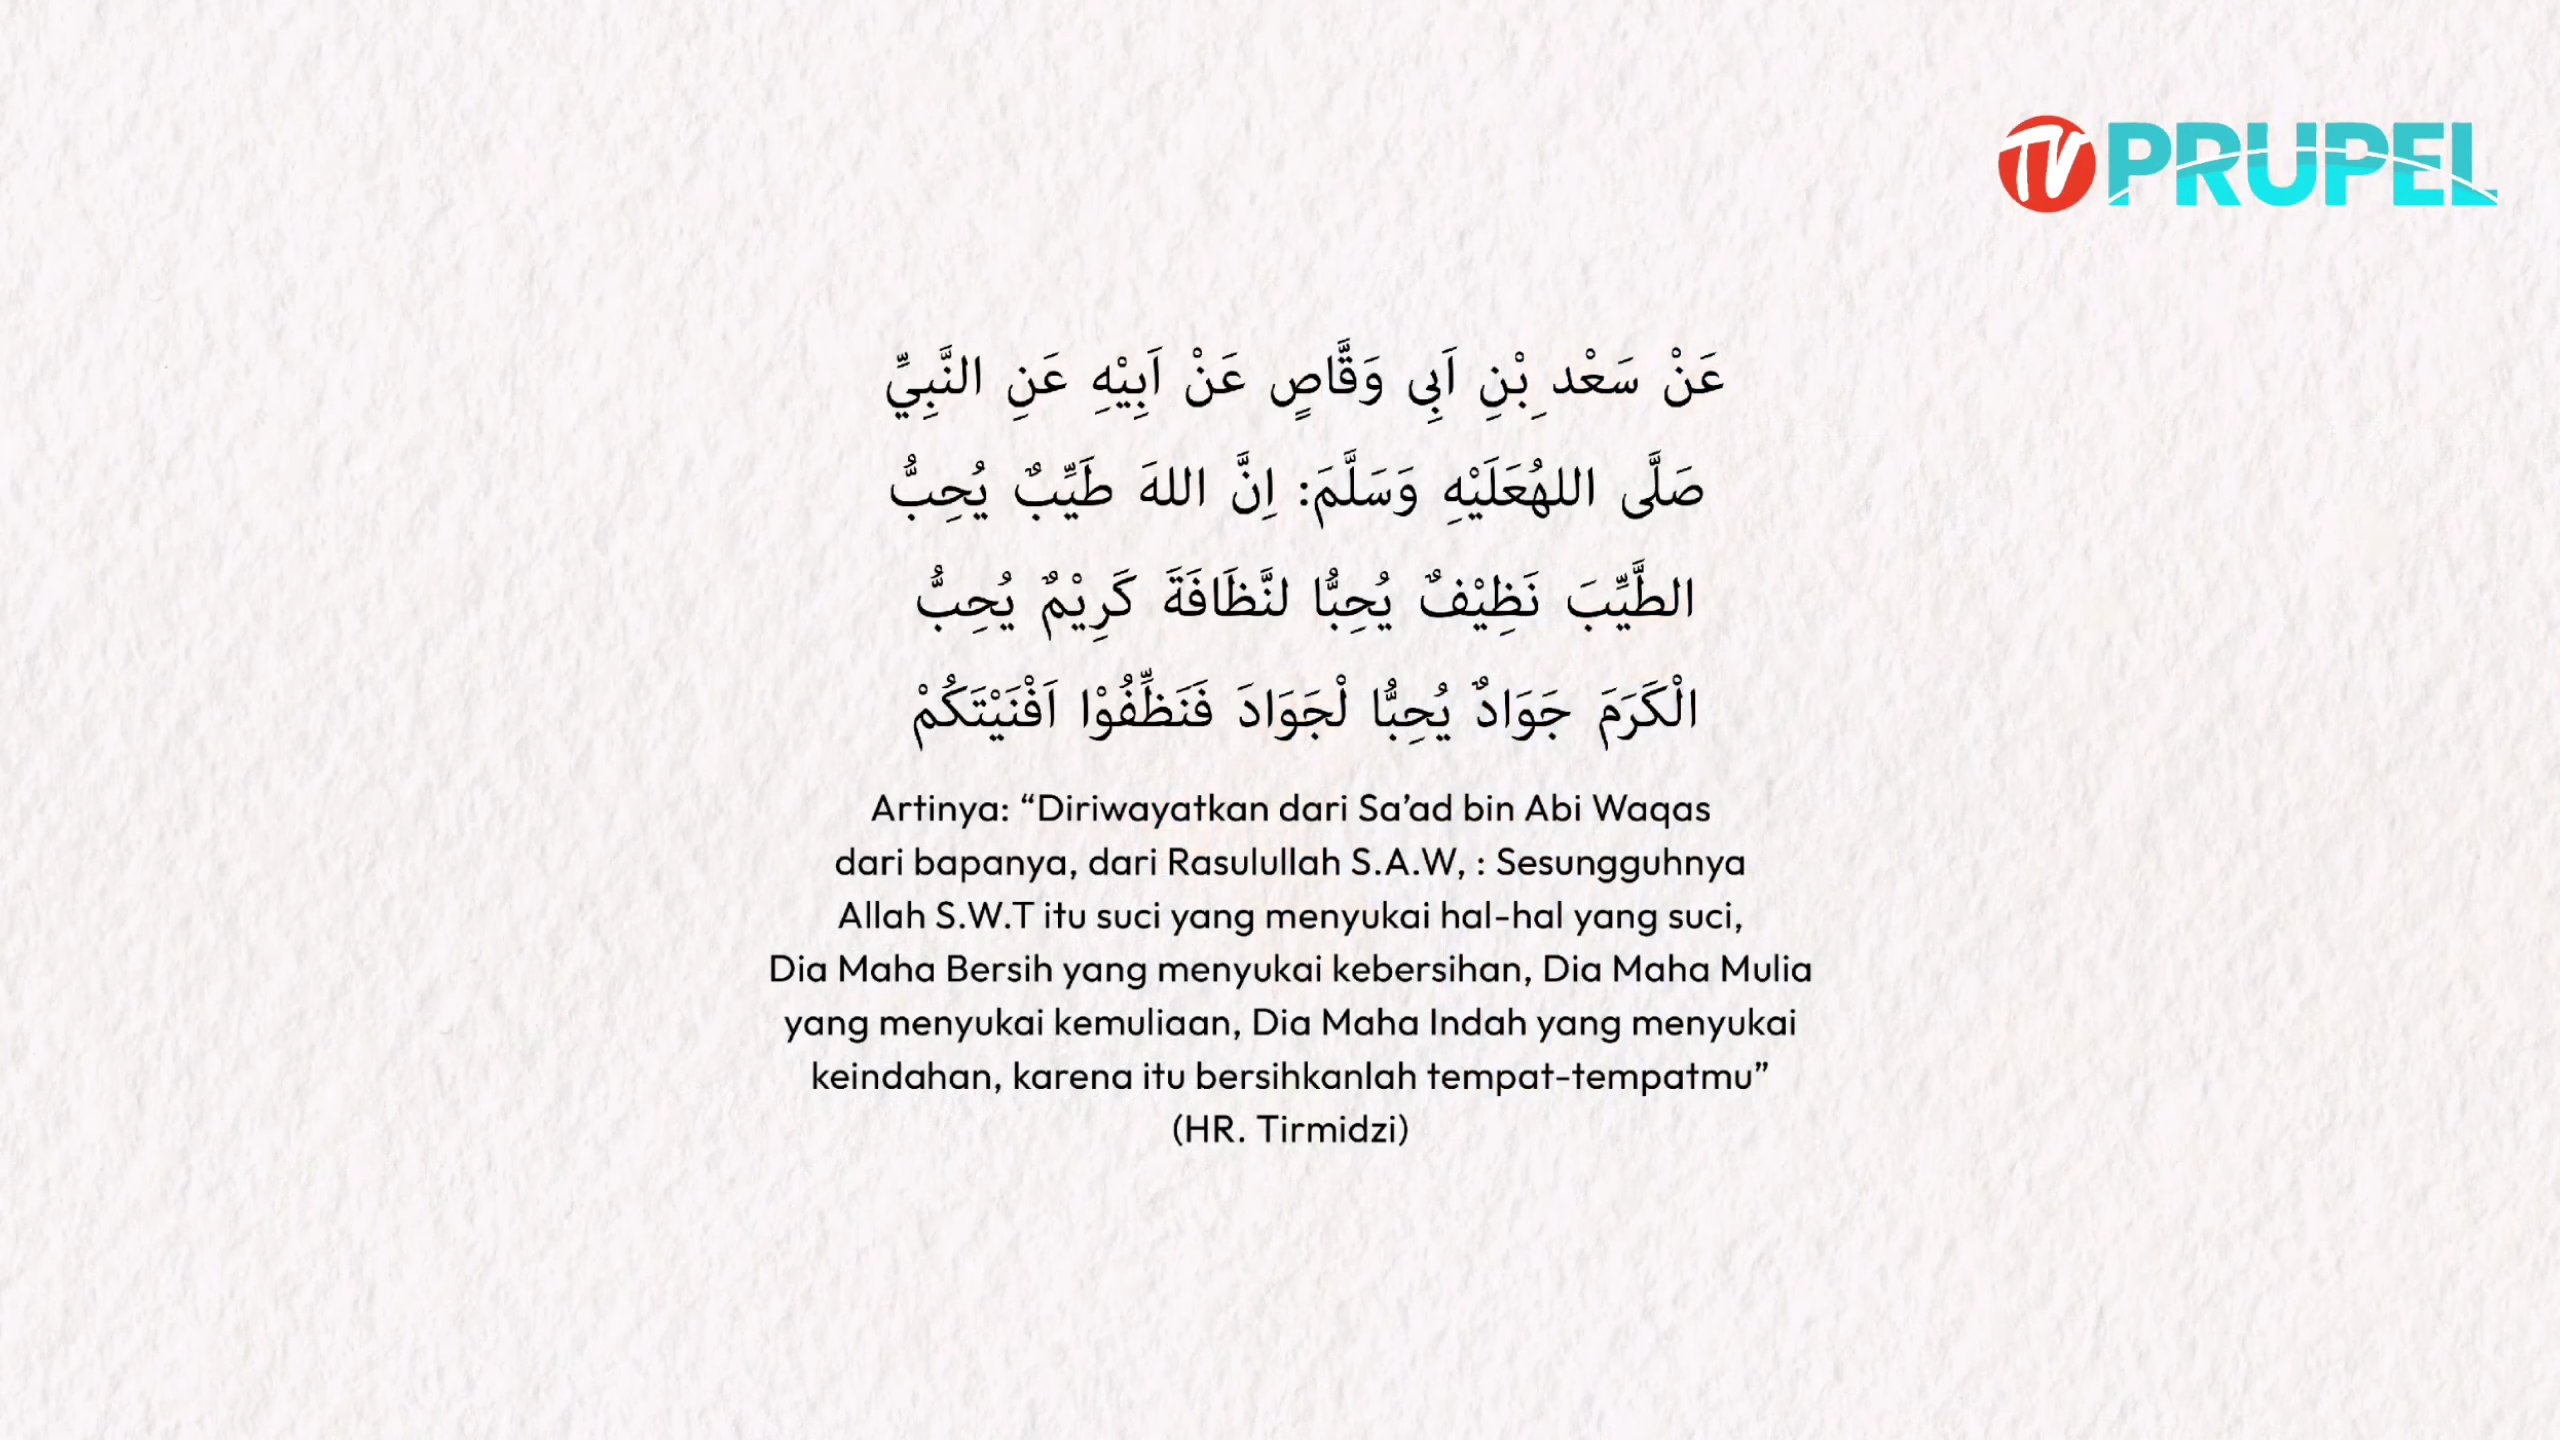 TV PRUPEL
عَنْ سَعْدِ بْنِ اَبِى وَقَّاصٍ عَنْ اَبِيْهِ عَنِ النَّبِيِّ
صَلَّى اللهُعَلَيْهِ وَسَلَّمَ: اِنَّ اللهَ طَيِّبٌ يُحِبُّ
الطَّيِّبَ نَظِيْفٌ يُحِبُّا لنَّظَافَةَ كَرِيْمٌ يُحِبُّ
الْكَرَمَ جَوَادٌ يُحِبُّا لْجَوَادَ فَنَظِّفُوْا اَفْنَيْتَكُمْ
Artinya: “Diriwayatkan dari Sa’ad bin Abi Waqas
dari bapanya, dari Rasulullah S.A.W, : Sesungguhnya
Allah S.W.T itu suci yang menyukai hal-hal yang suci,
Dia Maha Bersih yang menyukai kebersihan, Dia Maha Mulia
yang menyukai kemuliaan, Dia Maha Indah yang menyukai
keindahan, karena itu bersihkanlah tempat-tempatmu”
(HR. Tirmidzi)